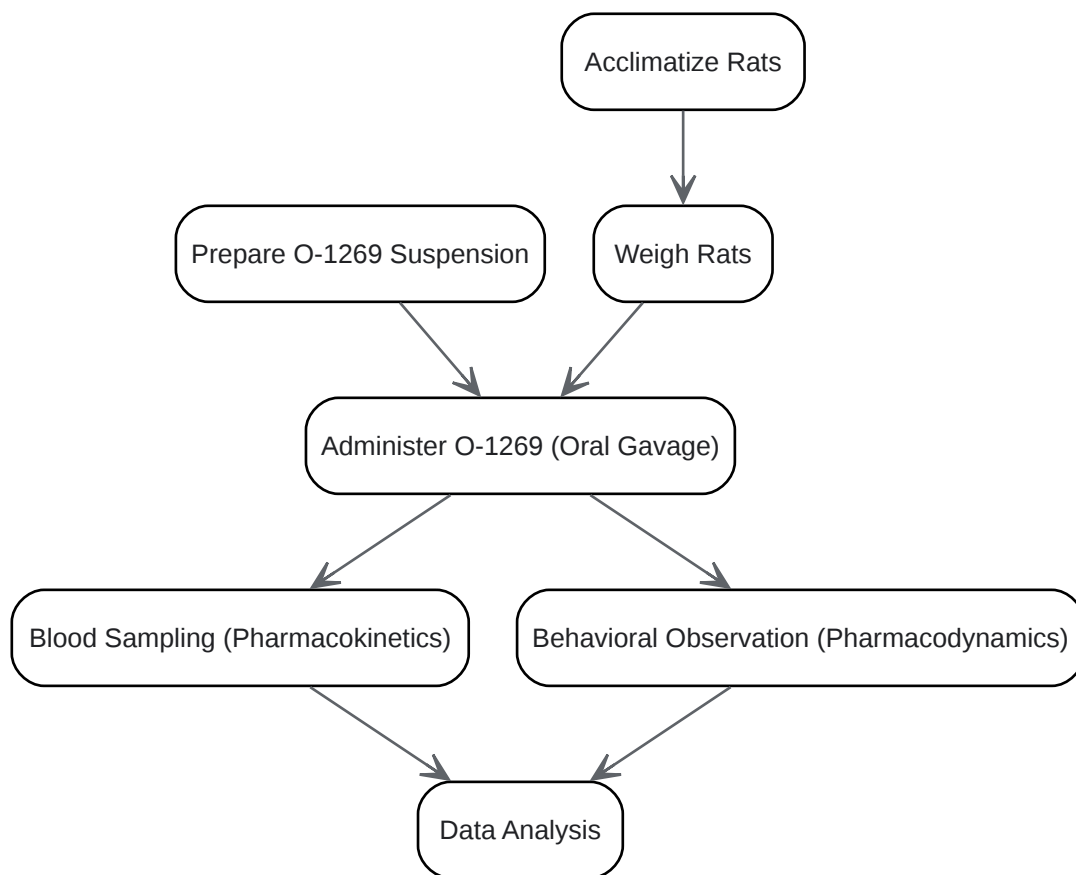 Acclimatize Rats
Prepare O-1269 Suspension
Weigh Rats
Administer O-1269 (Oral Gavage)
Blood Sampling (Pharmacokinetics)
Behavioral Observation (Pharmacodynamics)
Data Analysis